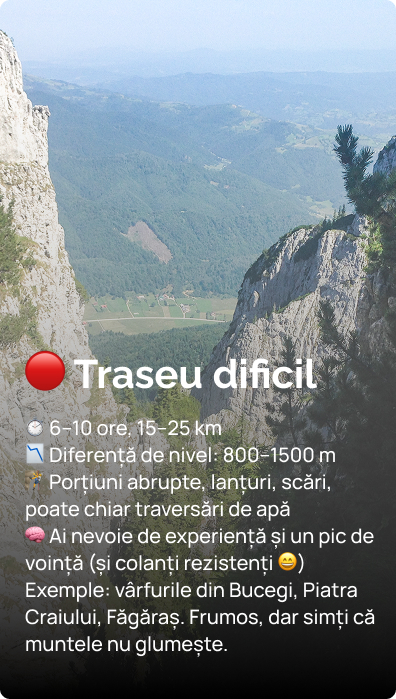 🔴 Traseu dificil
⏱ 6–10 ore, 15–25 km
📉 Diferență de nivel: 800–1500 m
🧗 Porțiuni abrupte, lanțuri, scări,
poate chiar traversări de apă
🧠 Ai nevoie de experiență și un pic de
voință (și colanți rezistenți 😄)
Exemple: vârfurile din Bucegi, Piatra
Craiului, Făgăraș. Frumos, dar simți că
muntele nu glumește.